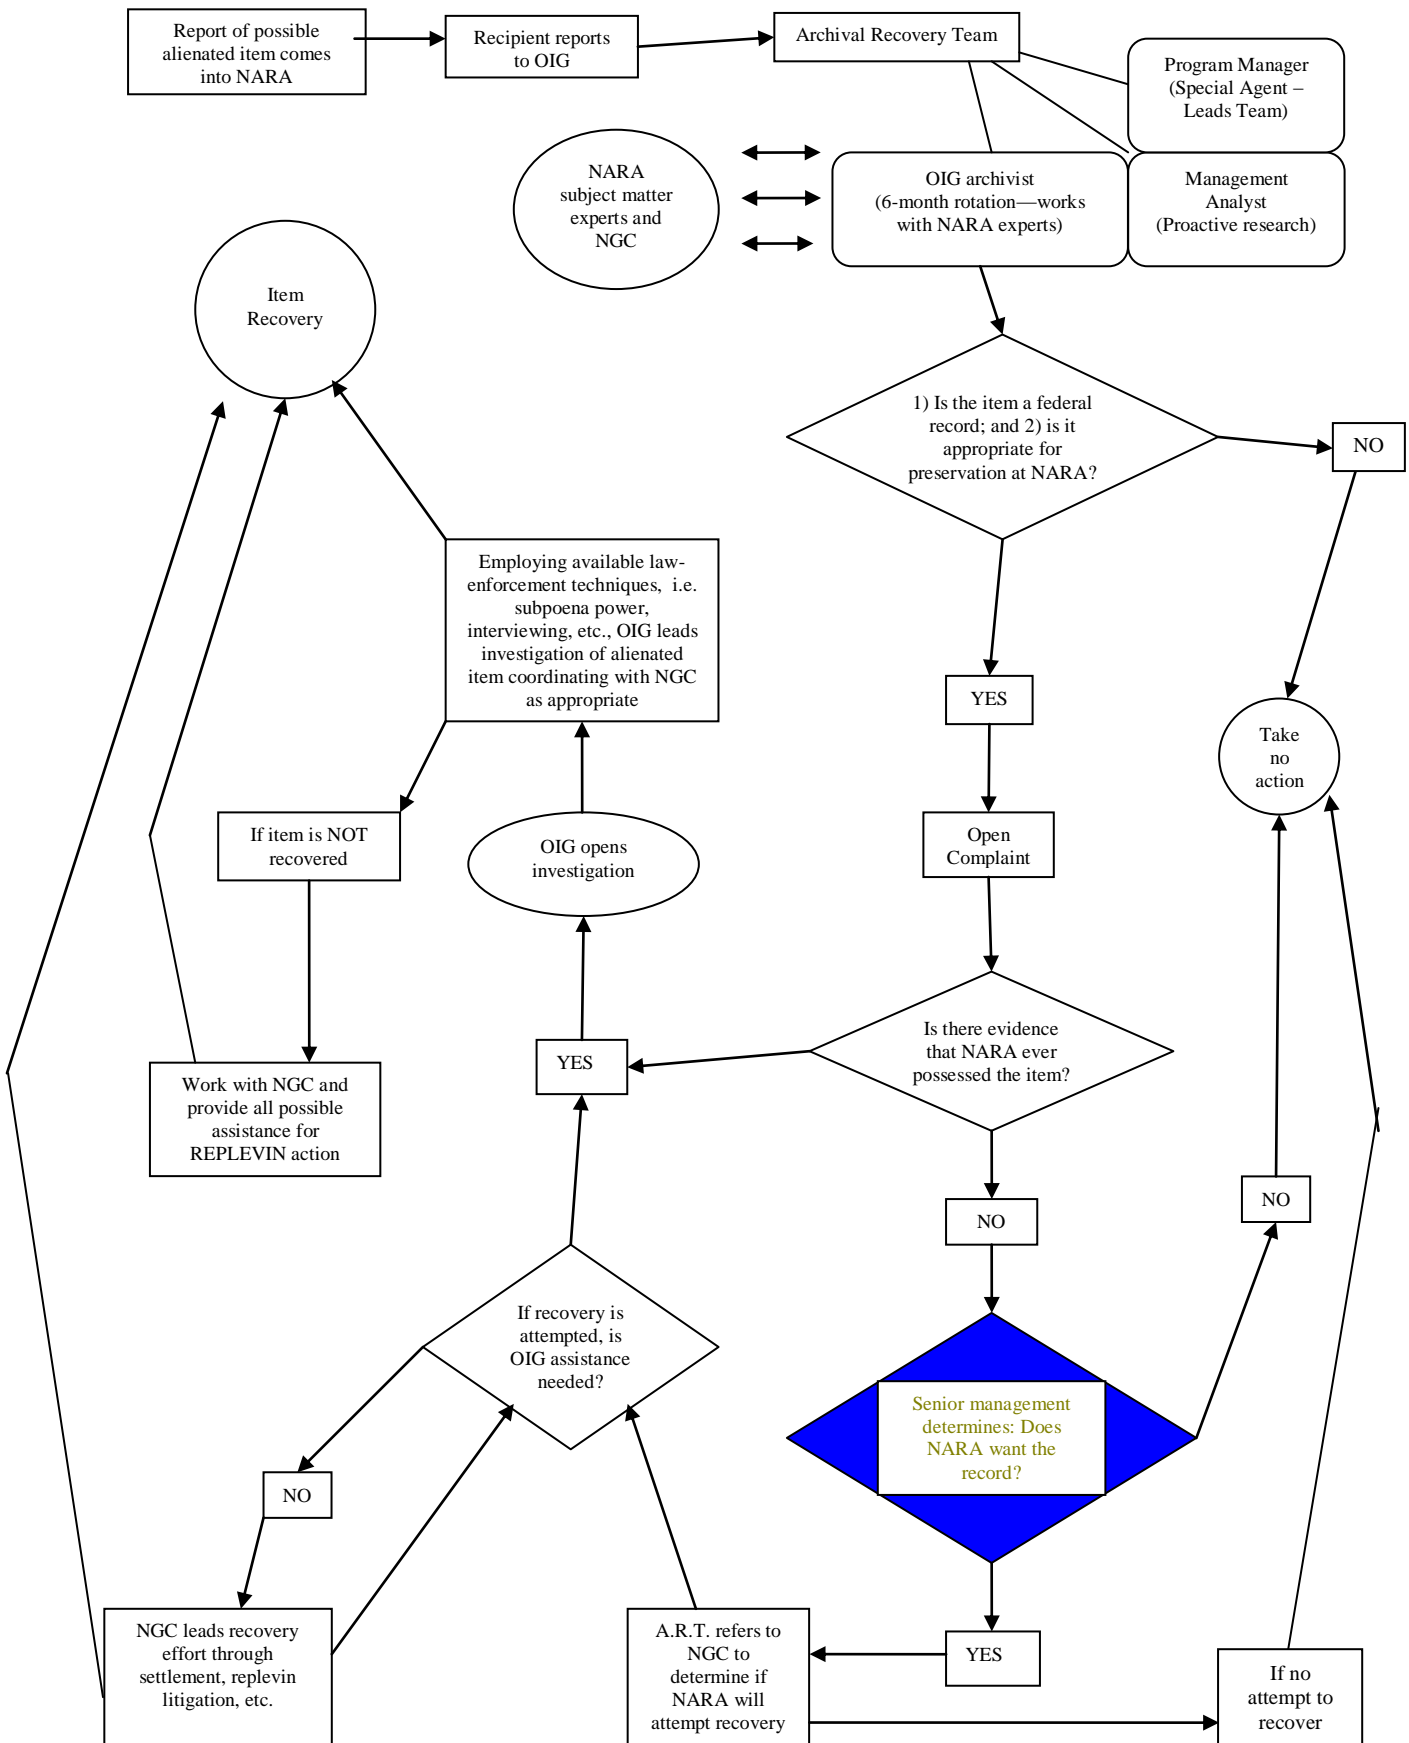 Report of possible
alienated item comes
into NARA
Recipient reports
to OIG
Archival Recovery Team
Program Manager
(Special Agent –
Leads Team)
NARA
subject matter
experts and
NGC
OIG archivist
(6-month rotation—works
with NARA experts)
Management
Analyst
(Proactive research)
Item
Recovery
1) Is the item a federal
record; and 2) is it
appropriate for
preservation at NARA?
NO
Employing available law-
enforcement techniques, i.e.
subpoena power,
interviewing, etc., OIG leads
investigation of alienated
item coordinating with NGC
as appropriate
YES
Take
no
action
If item is NOT
recovered
OIG opens
investigation
Open
Complaint
Is there evidence
that NARA ever
possessed the item?
YES
Work with NGC and
provide all possible
assistance for
REPLEVIN action
NO
NO
If recovery is
attempted, is
OIG assistance
needed?
Senior management
determines: Does
NARA want the
record?
NO
NGC leads recovery
effort through
settlement, replevin
litigation, etc.
A.R.T. refers to
NGC to
determine if
NARA will
attempt recovery
YES
If no
attempt to
recover